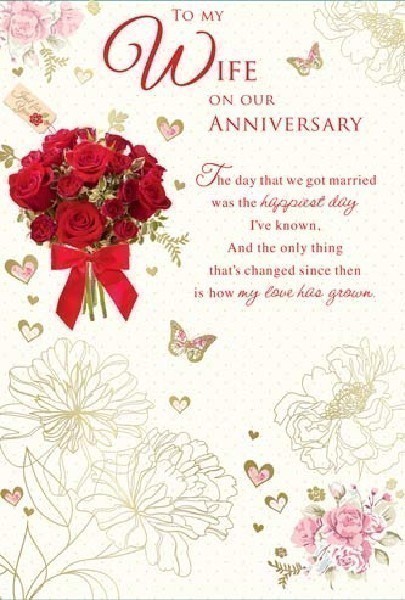 TO MY
WIFE
ON OUR
ANNIVERSARY
The day that we got married
was the happiest day
I've known,
And the only thing
that's changed since then
is how my love has grown.